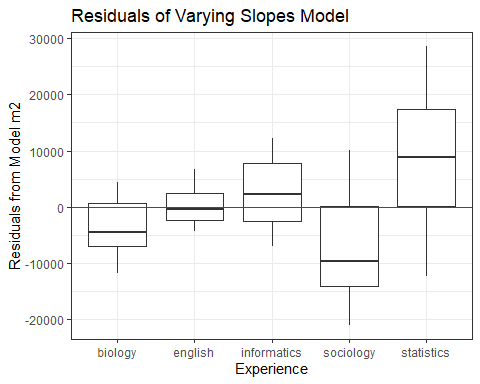 Residuals of Varying Slopes Model
Residuals from Model m2
30000
20000
10000
0
-10000
-20000
biology english informatics sociology statistics
Experience